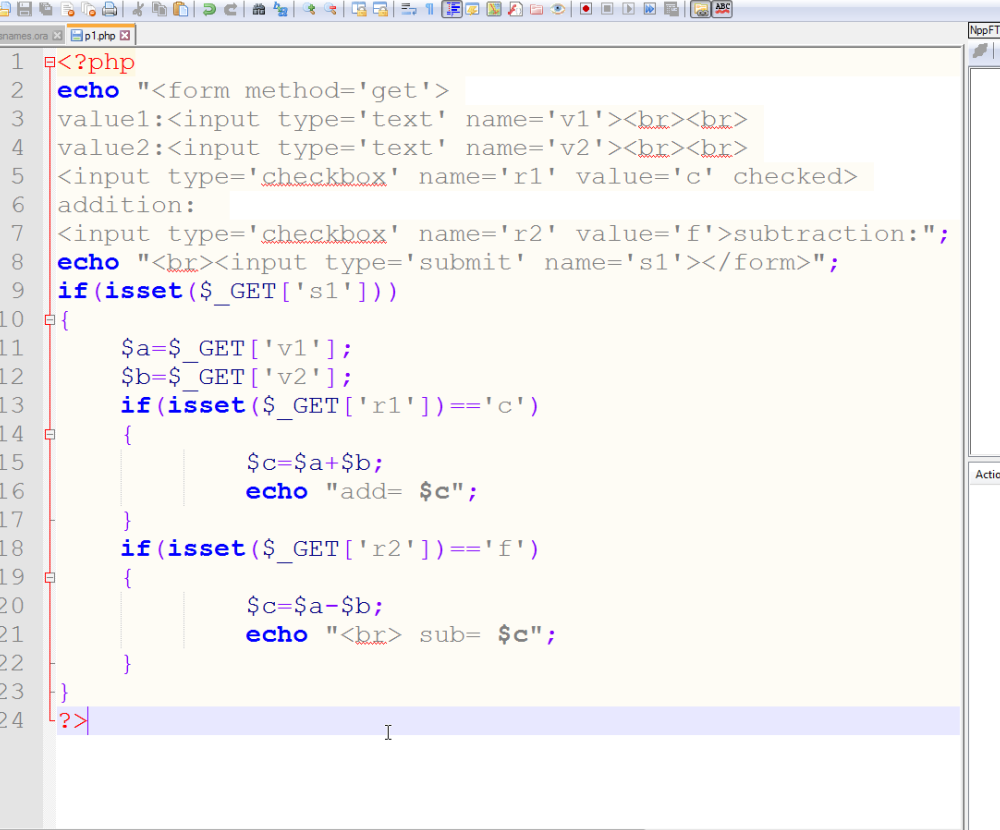 ABC
snames.ora
p1.php
NppFT
1 <?php
2 echo "<form method='get'>
3 value1:<input type='text' name='v1'><br><br>
4 value2:<input type='text' name='v2'><br><br>
5 <input type='checkbox' name='r1' value='c' checked>
6 addition:
7 <input type='checkbox' name='r2' value='f'>subtraction:";
8 echo "<br><input type='submit' name='s1'></form>";
9 if(isset($_GET['s1']))
10 {
11 $a=$_GET['v1'];
12 $b=$_GET['v2'];
13 if(isset($_GET['r1'])=='c')
14 {
15 $c=$a+$b;
16 echo "add= $c";
17 }
18 if(isset($_GET['r2'])=='f')
19 {
20 $c=$a-$b;
21 echo "<br> sub= $c";
22 }
23 }
24 ?>
Actio